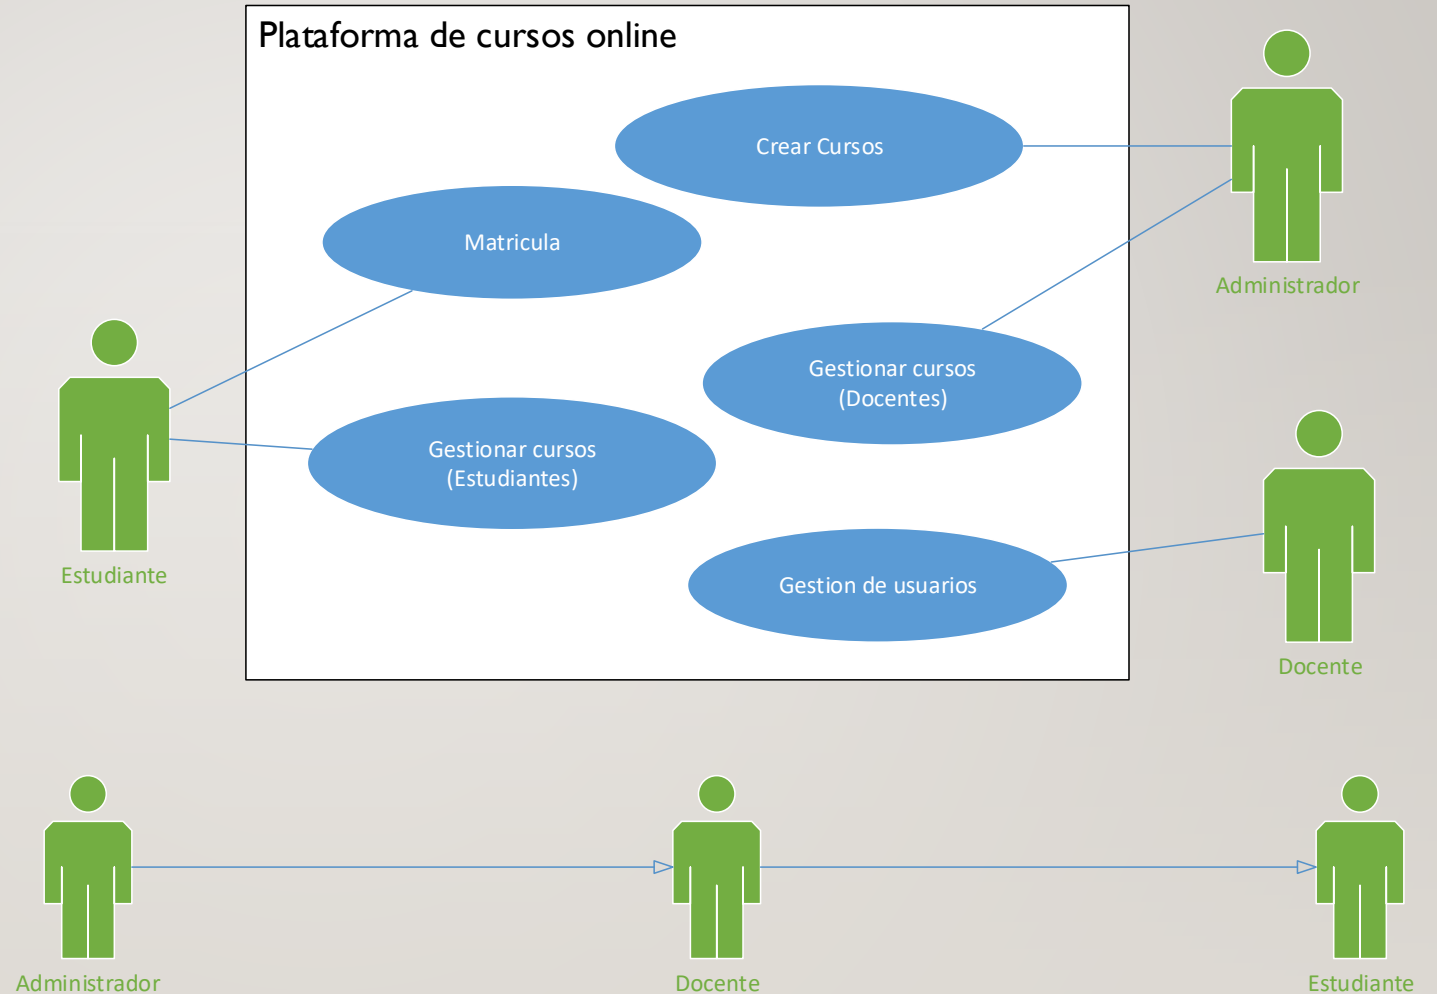 Plataforma de cursos online
Crear Cursos
Matricula
Administrador
Gestionar cursos
(Docentes)
Gestionar cursos
(Estudiantes)
Estudiante
Gestion de usuarios
Docente
Administrador
Docente
Estudiante